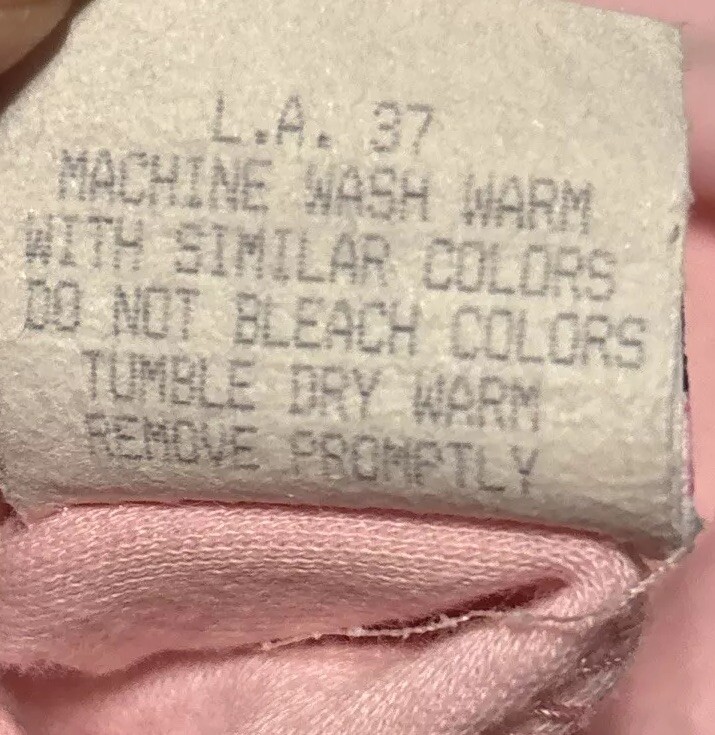 L.A. 37
MACHINE WASH WARM
WITH SIMILAR COLORS
DO NOT BLEACH COLORS
TUMBLE DRY WARM
REMOVE PROMPTLY